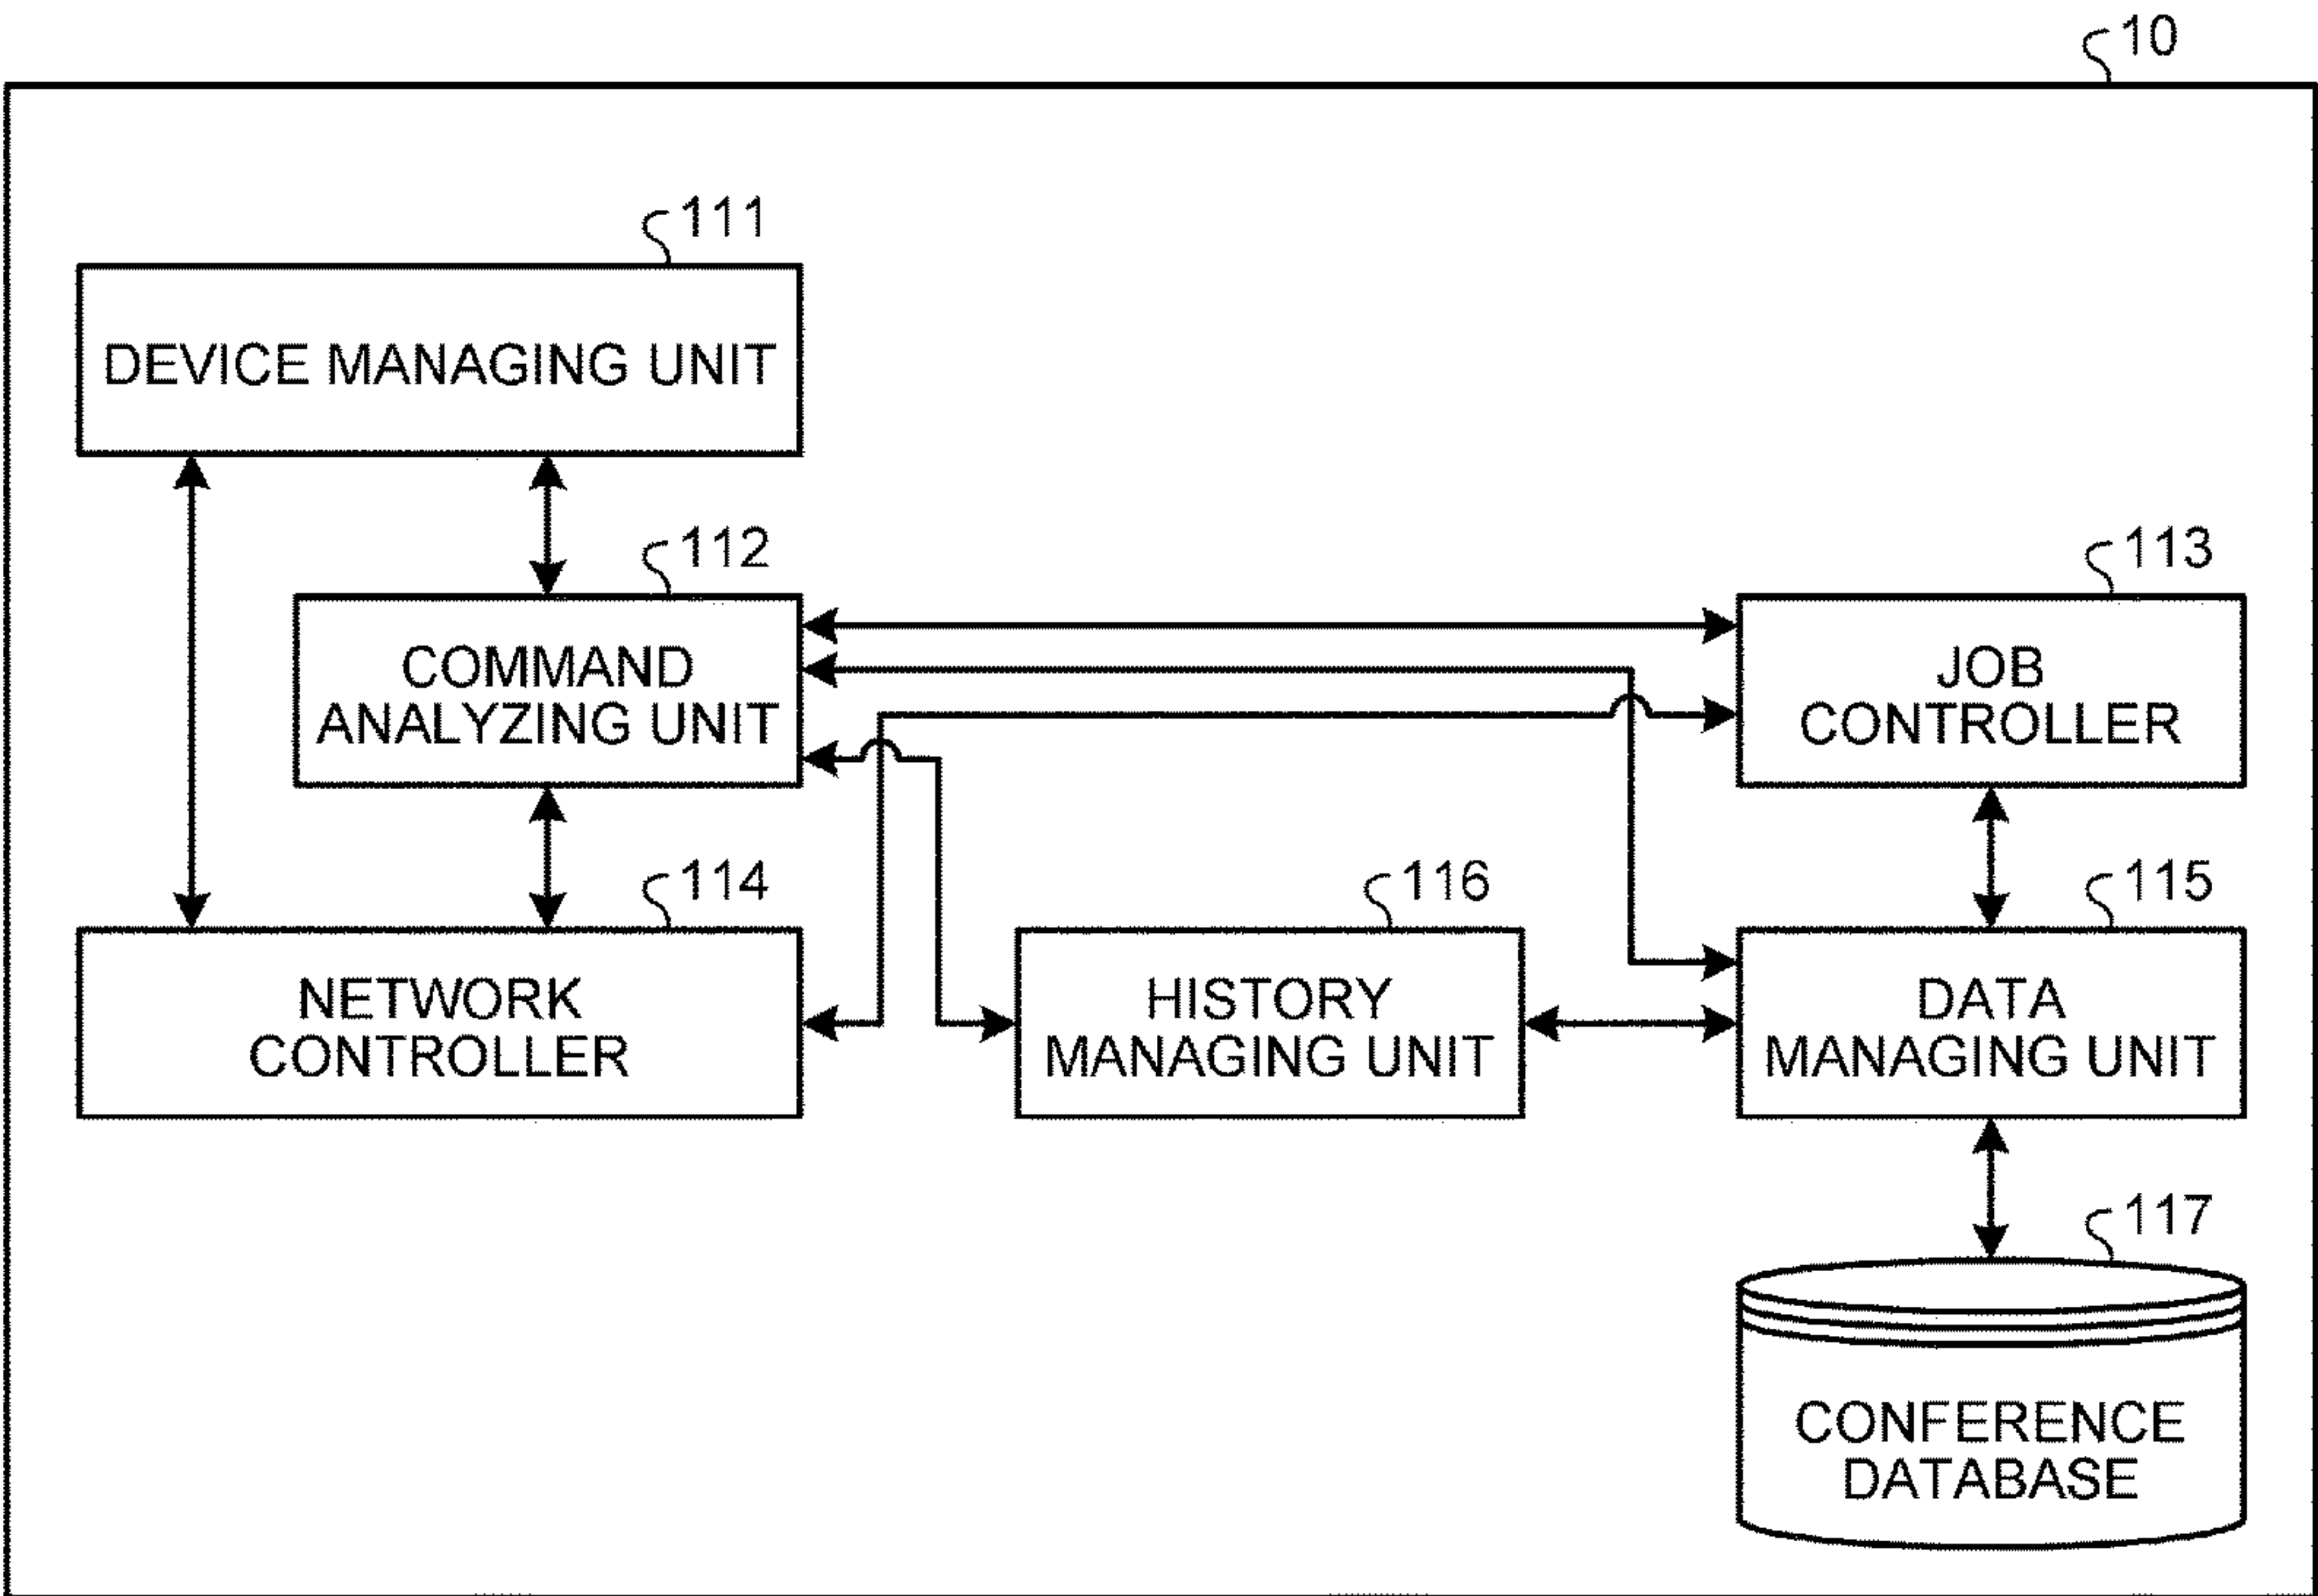 10
111
DEVICE MANAGING UNIT
112
COMMAND
ANALYZING UNIT
113
JOB
CONTROLLER
114
NETWORK
CONTROLLER
116
HISTORY
MANAGING UNIT
115
DATA
MANAGING UNIT
117
CONFERENCE
DATABASE